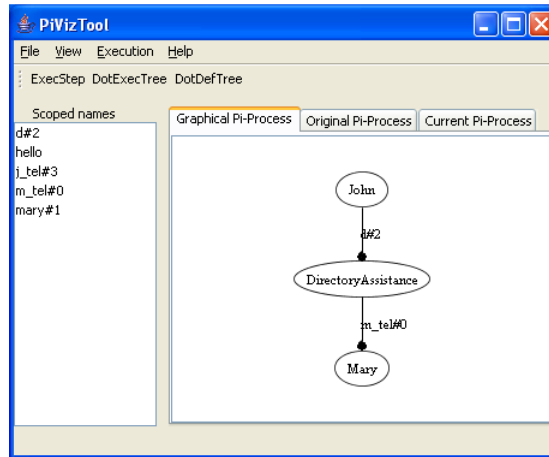 PiVizTool
File View Execution Help
ExecStep DotExecTree DotDefTree
Scoped names
d#2
hello
j_tel#3
m_tel#0
mary#1
Graphical Pi-Process Original Pi-Process Current Pi-Process
John
d#2
DirectoryAssistance
m_tel#0
Mary